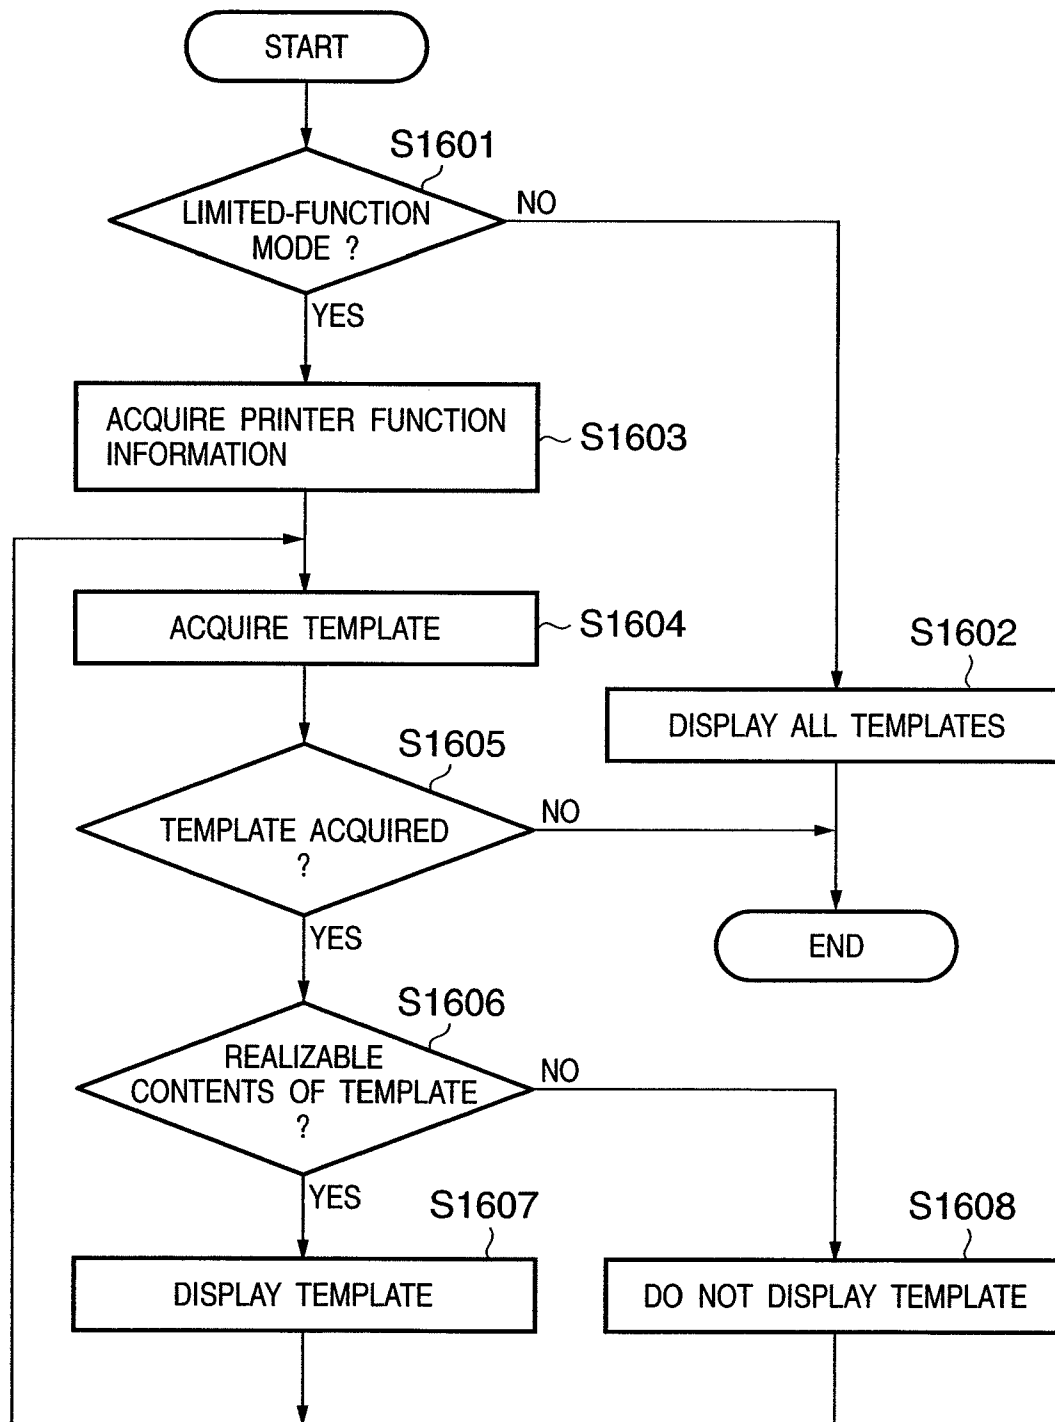 START
S1601
LIMITED-FUNCTION
MODE ?
NO
YES
ACQUIRE PRINTER FUNCTION
INFORMATION
S1603
ACQUIRE TEMPLATE
S1604
S1602
DISPLAY ALL TEMPLATES
S1605
TEMPLATE ACQUIRED
?
NO
YES
END
S1606
REALIZABLE
CONTENTS OF TEMPLATE
?
NO
YES
S1607
DISPLAY TEMPLATE
S1608
DO NOT DISPLAY TEMPLATE